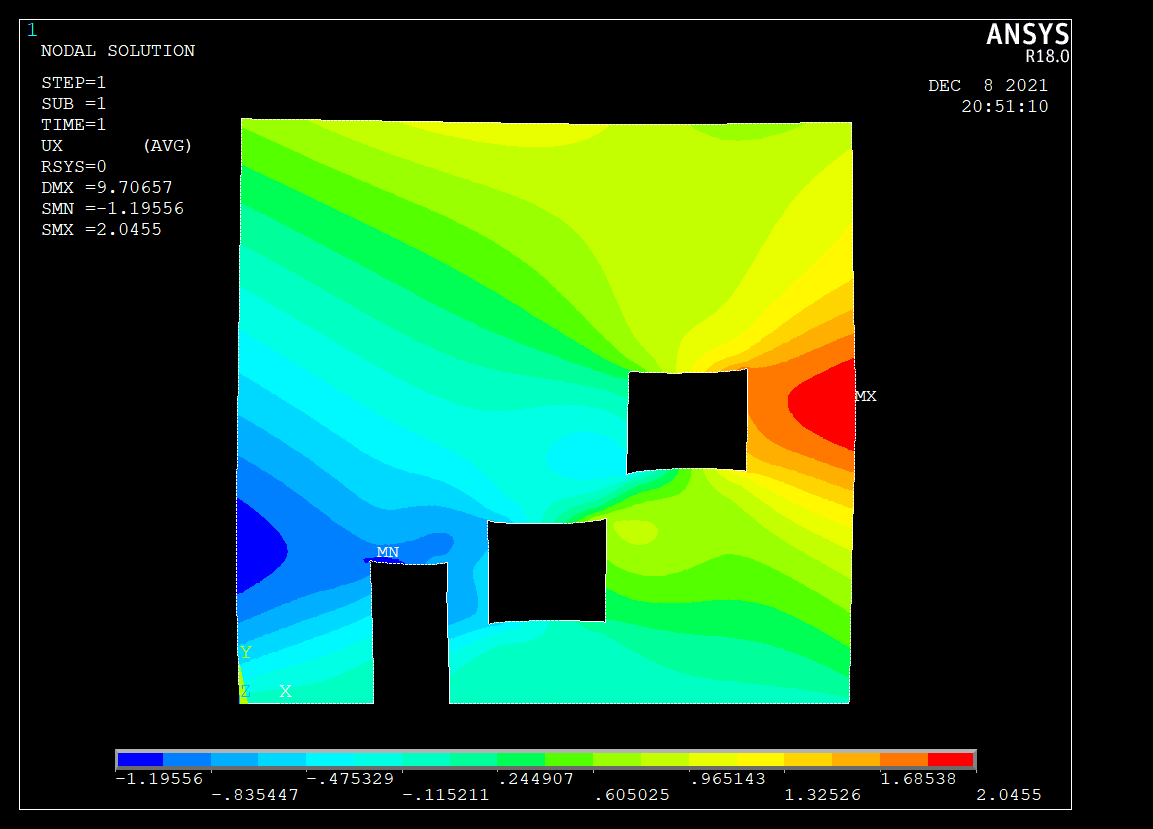 1
ANSYS
R18.0
NODAL SOLUTION
STEP=1
SUB =1
TIME=1
UX (AVG)
RSYS=0
DMX =9.70657
SMN =-1.19556
SMX =2.0455
DEC 8 2021
20:51:10
MX
MN
Y
Z X
-1.19556 -.475329 .244907 .965143 1.68538
-.835447 -.115211 .605025 1.32526 2.0455